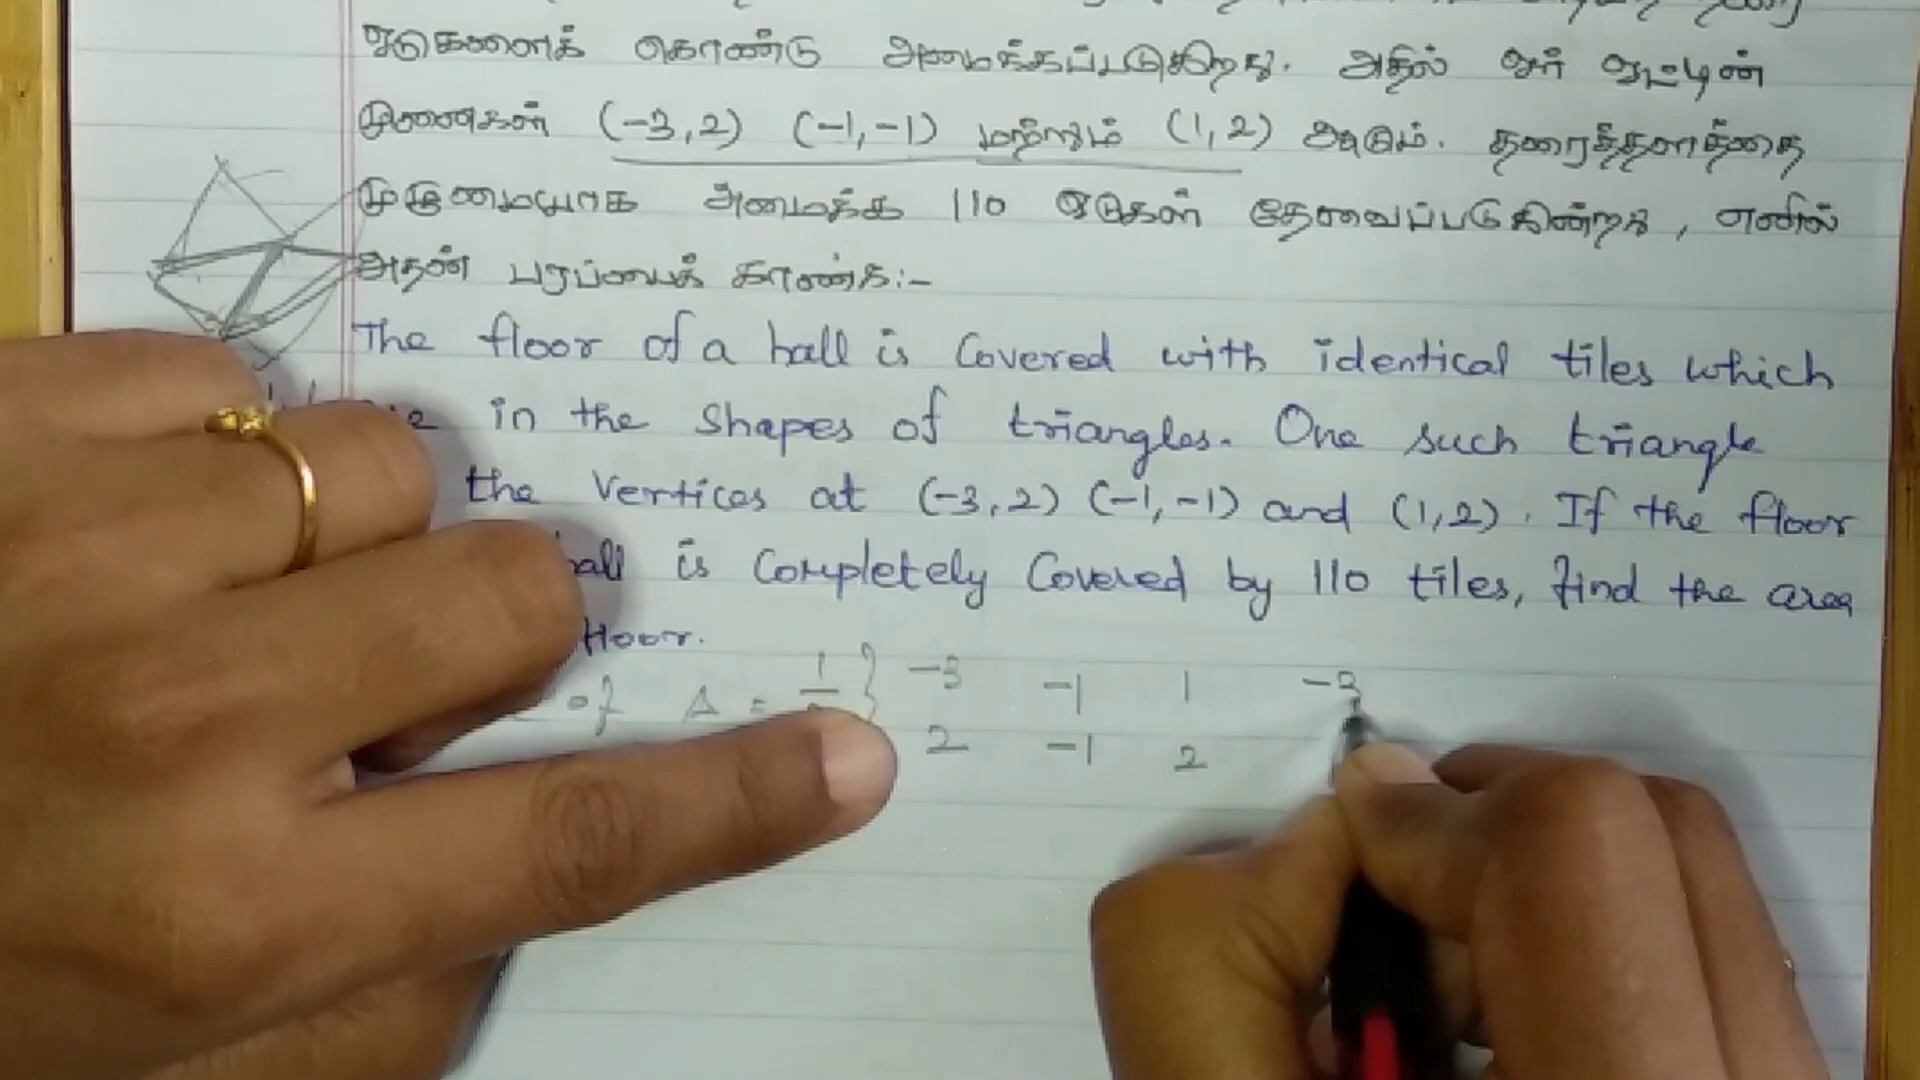 ஓடுகளைக் கொண்டு அமைக்கப்படுகிறது. அதில் ஓர் ஓட்டின்
முனைகள் (-3,2) (-1,-1) மற்றும் (1,2) ஆகும். தரைத்தளத்தை
முழுமையாக அமைக்க 110 ஓடுகள் தேவைப்படுகின்றது, எனில்
அதன் பரப்பைக் காண்க:-
The floor of a hall is Covered with identical tiles which
in the shapes of triangles. One such triangle
the vertices at (-3,2) (-1,-1) and (1,2). If the floor
hall is completely Covered by 110 tiles, find the area
floor.
of Δ = 1 { -3 -1 1 -3
2 -1 2